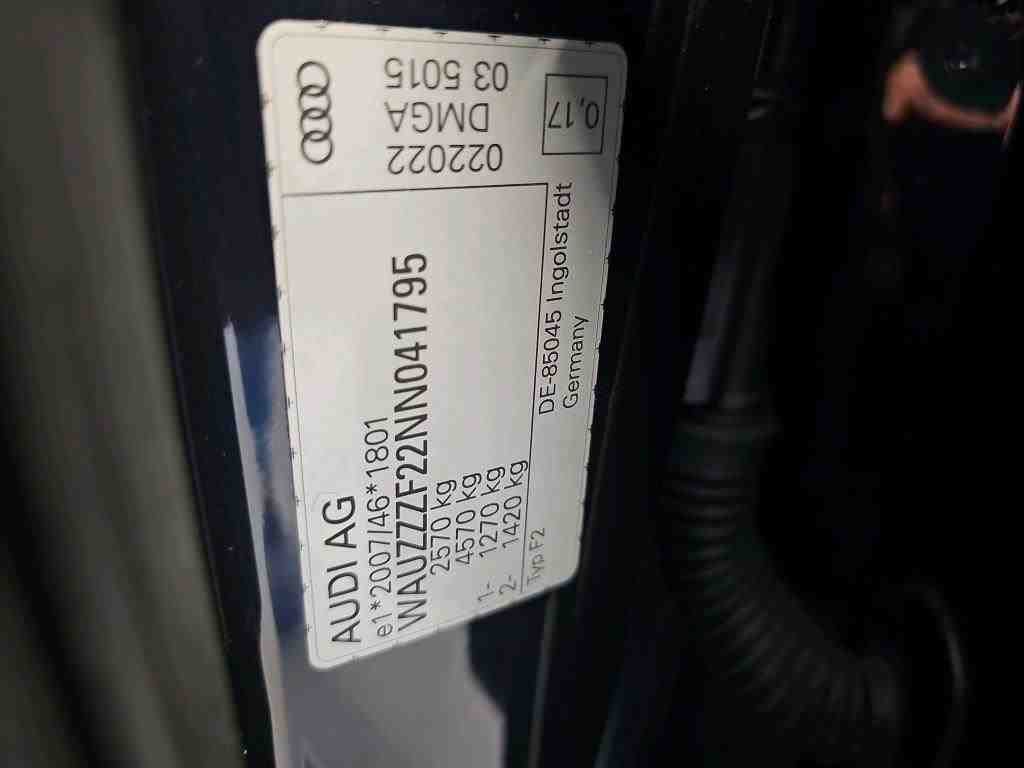 AUDI AG
e1*2007/46*1801
WAUZZZF22NN041795
2570 kg
4570 kg
1- 1270 kg
2- 1420 kg
Typ F2
DE-85045 Ingolstadt
Germany
03 5015
DMGA
022022
0,17